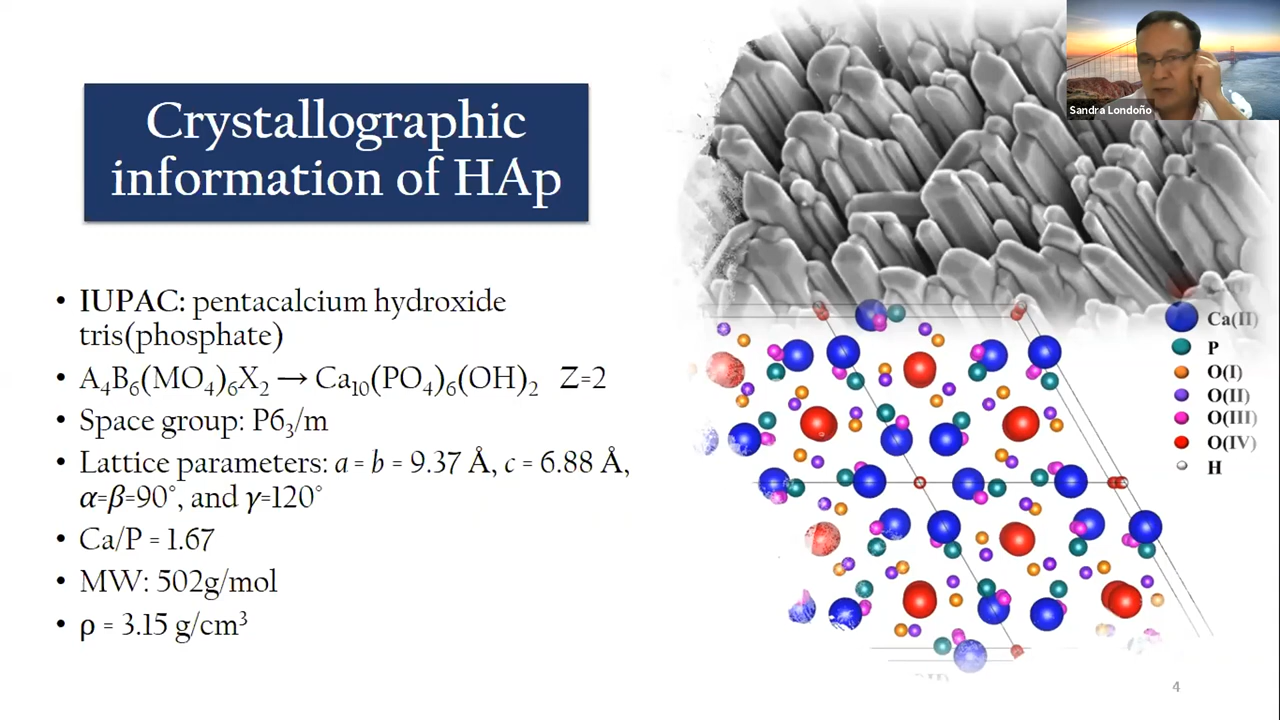 Crystallographic
information of HAp
• IUPAC: pentacalcium hydroxide
tris(phosphate)
• A₄B₆(MO₄)₆X₂ → Ca₁₀(PO₄)₆(OH)₂ Z=2
• Space group: P6₃/m
• Lattice parameters: a = b = 9.37 Å, c = 6.88 Å,
α=β=90°, and γ=120°
• Ca/P = 1.67
• MW: 502g/mol
• ρ = 3.15 g/cm³
Sandra Londoño
Ca(II)
P
O(I)
O(II)
O(III)
O(IV)
H
4